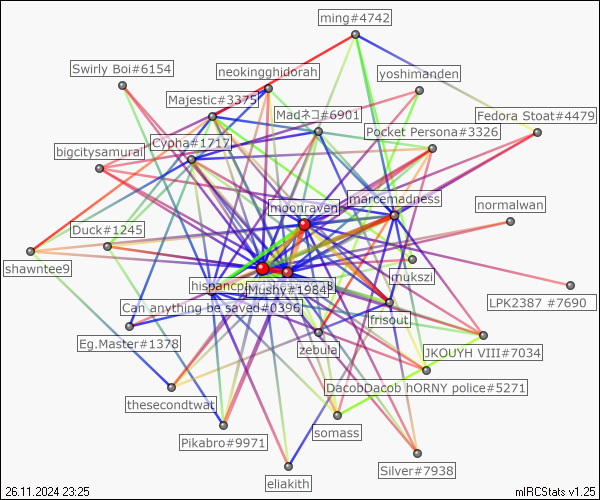 ming#4742
Swirly Boi#6154
neokingghidorah
yoshimanden
Majestic#3375
Madネコ#6901
Fedora Stoat#4479
Pocket Persona#3326
Cypha#1717
bigcitysamurai
marcemadness
moonraven
normalwan
Duck#1245
shawntee9
mukszi
Mushy#1984
LPK2387 #7690
Can anything be saved#0396
frisout
Eg.Master#1378
zebula
JKOUYH VIII#7034
DacobDacob hORNY police#5271
thesecondtwat
somass
Pikabro#9971
Silver#7938
eliakith
26.11.2024 23:25
mIRCStats v1.25